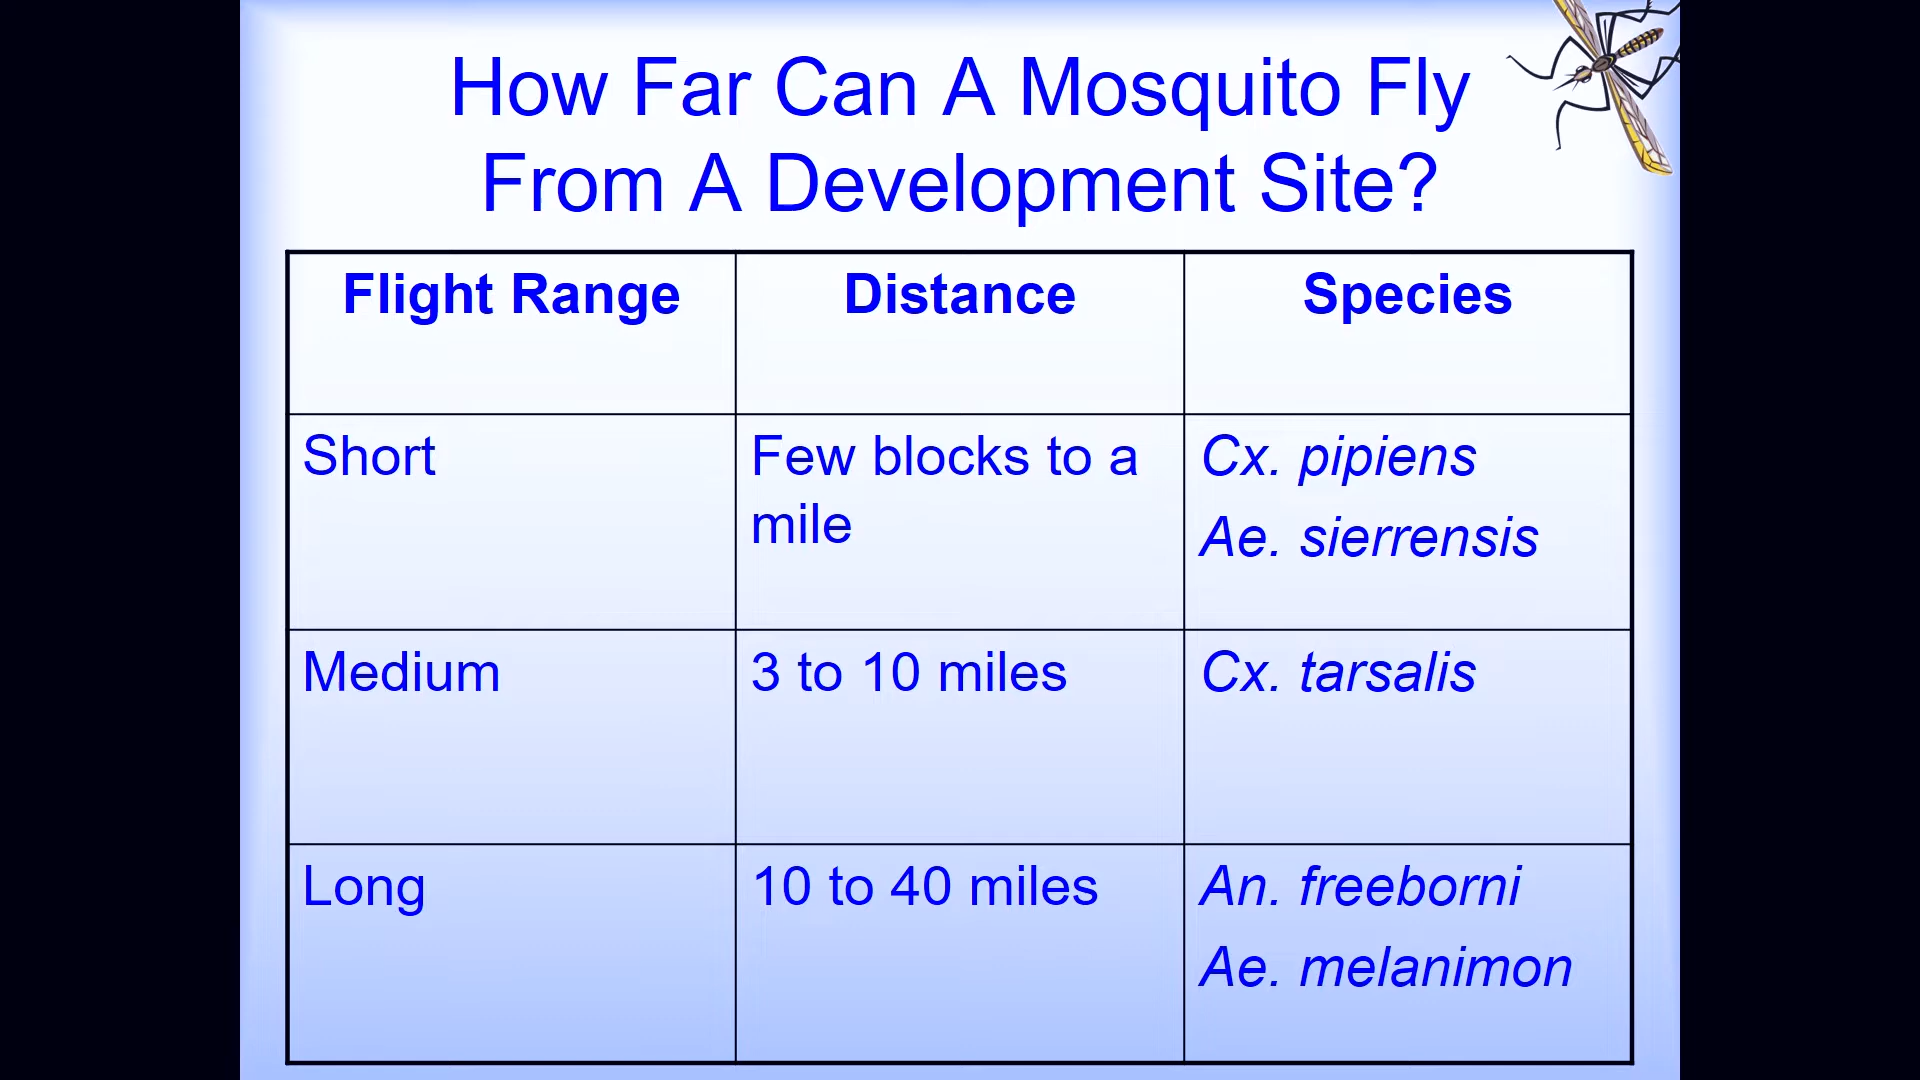 How Far Can A Mosquito Fly
From A Development Site?
Flight Range
Distance
Species
Short
Few blocks to a
mile
Cx. pipiens
Ae. sierrensis
Medium
3 to 10 miles
Cx. tarsalis
Long
10 to 40 miles
An. freeborni
Ae. melanimon